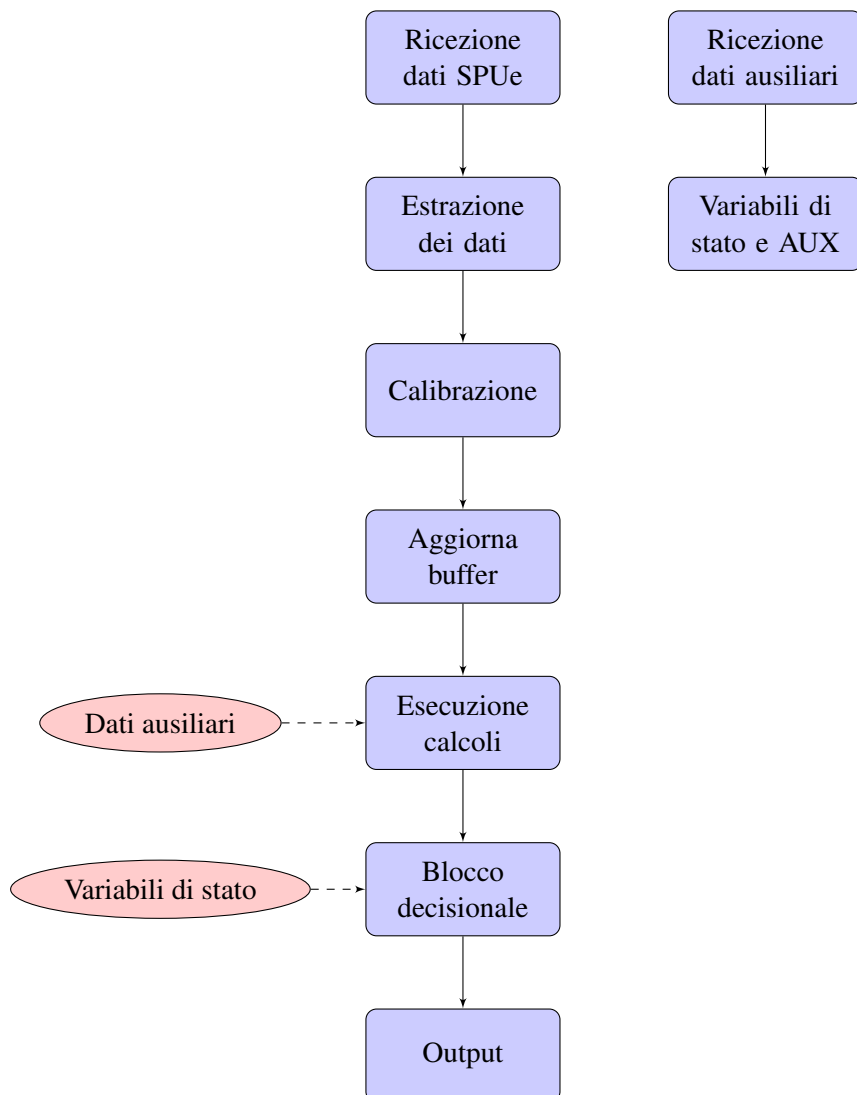 Ricezione
dati SPUe
Ricezione
dati ausiliari
Estrazione
dei dati
Variabili di
stato e AUX
Calibrazione
Aggiorna
buffer
Dati ausiliari
Esecuzione
calcoli
Variabili di stato
Blocco
decisionale
Output